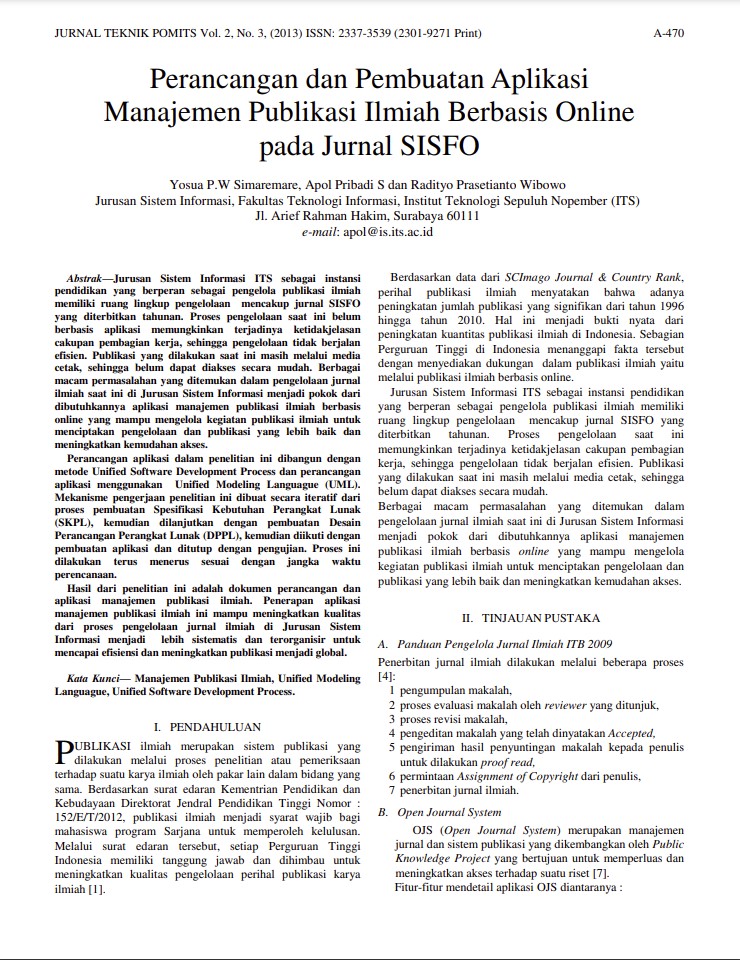 JURNAL TEKNIK POMITS Vol. 2, No. 3, (2013) ISSN: 2337-3539 (2301-9271 Print)
A-470
Perancangan dan Pembuatan Aplikasi
Manajemen Publikasi Ilmiah Berbasis Online
pada Jurnal SISFO
Yosua P.W Simaremare, Apol Pribadi S dan Radityo Prasetianto Wibowo
Jurusan Sistem Informasi, Fakultas Teknologi Informasi, Institut Teknologi Sepuluh Nopember (ITS)
Jl. Arief Rahman Hakim, Surabaya 60111
e-mail: apol@is.its.ac.id
Abstrak—Jurusan Sistem Informasi ITS sebagai instansi
pendidikan yang berperan sebagai pengelola publikasi ilmiah
memiliki ruang lingkup pengelolaan mencakup jurnal SISFO
yang diterbitkan tahunan. Proses pengelolaan saat ini belum
berbasis aplikasi memungkinkan terjadinya ketidakjelasan
cakupan pembagian kerja, sehingga pengelolaan tidak berjalan
efisien. Publikasi yang dilakukan saat ini masih melalui media
cetak, sehingga belum dapat diakses secara mudah. Berbagai
macam permasalahan yang ditemukan dalam pengelolaan jurnal
ilmiah saat ini di Jurusan Sistem Informasi menjadi pokok dari
dibutuhkannya aplikasi manajemen publikasi ilmiah berbasis
online yang mampu mengelola kegiatan publikasi ilmiah untuk
menciptakan pengelolaan dan publikasi yang lebih baik dan
meningkatkan kemudahan akses.
Perancangan aplikasi dalam penelitian ini dibangun dengan
metode Unified Software Development Process dan perancangan
aplikasi menggunakan Unified Modeling Languague (UML).
Mekanisme pengerjaan penelitian ini dibuat secara iteratif dari
proses pembuatan Spesifikasi Kebutuhan Perangkat Lunak
(SKPL), kemudian dilanjutkan dengan pembuatan Desain
Perancangan Perangkat Lunak (DPPL), kemudian diikuti dengan
pembuatan aplikasi dan ditutup dengan pengujian. Proses ini
dilakukan terus menerus sesuai dengan jangka waktu
perencanaan.
Hasil dari penelitian ini adalah dokumen perancangan dan
aplikasi manajemen publikasi ilmiah. Penerapan aplikasi
manajemen publikasi ilmiah ini mampu meningkatkan kualitas
dari proses pengelolaan jurnal ilmiah di Jurusan Sistem
Informasi menjadi lebih sistematis dan terorganisir untuk
mencapai efisiensi dan meningkatkan publikasi menjadi global.
Kata Kunci— Manajemen Publikasi Ilmiah, Unified Modeling
Languague, Unified Software Development Process.
I. PENDAHULUAN
PUBLIKASI ilmiah merupakan sistem publikasi yang
dilakukan melalui proses penelitian atau pemeriksaan
terhadap suatu karya ilmiah oleh pakar lain dalam bidang yang
sama. Berdasarkan surat edaran Kementrian Pendidikan dan
Kebudayaan Direktorat Jendral Pendidikan Tinggi Nomor :
152/E/T/2012, publikasi ilmiah menjadi syarat wajib bagi
mahasiswa program Sarjana untuk memperoleh kelulusan.
Melalui surat edaran tersebut, setiap Perguruan Tinggi
Indonesia memiliki tanggung jawab dan dihimbau untuk
meningkatkan kualitas pengelolaan perihal publikasi karya
ilmiah [1].
Berdasarkan data dari SCImago Journal & Country Rank,
perihal publikasi ilmiah menyatakan bahwa adanya
peningkatan jumlah publikasi yang signifikan dari tahun 1996
hingga tahun 2010. Hal ini menjadi bukti nyata dari
peningkatan kuantitas publikasi ilmiah di Indonesia. Sebagian
Perguruan Tinggi di Indonesia menanggapi fakta tersebut
dengan menyediakan dukungan dalam publikasi ilmiah yaitu
melalui publikasi ilmiah berbasis online.
Jurusan Sistem Informasi ITS sebagai instansi pendidikan
yang berperan sebagai pengelola publikasi ilmiah memiliki
ruang lingkup pengelolaan mencakup jurnal SISFO yang
diterbitkan tahunan. Proses pengelolaan saat ini
memungkinkan terjadinya ketidakjelasan cakupan pembagian
kerja, sehingga pengelolaan tidak berjalan efisien. Publikasi
yang dilakukan saat ini masih melalui media cetak, sehingga
belum dapat diakses secara mudah.
Berbagai macam permasalahan yang ditemukan dalam
pengelolaan jurnal ilmiah saat ini di Jurusan Sistem Informasi
menjadi pokok dari dibutuhkannya aplikasi manajemen
publikasi ilmiah berbasis online yang mampu mengelola
kegiatan publikasi ilmiah untuk menciptakan pengelolaan dan
publikasi yang lebih baik dan meningkatkan kemudahan akses.
II. TINJAUAN PUSTAKA
A. Panduan Pengelola Jurnal Ilmiah ITB 2009
Penerbitan jurnal ilmiah dilakukan melalui beberapa proses
[4]:
1 pengumpulan makalah,
2 proses evaluasi makalah oleh reviewer yang ditunjuk,
3 proses revisi makalah,
4 pengeditan makalah yang telah dinyatakan Accepted,
5 pengiriman hasil penyuntingan makalah kepada penulis
untuk dilakukan proof read,
6 permintaan Assignment of Copyright dari penulis,
7 penerbitan jurnal ilmiah.
B. Open Journal System
OJS (Open Journal System) merupakan manajemen
jurnal dan sistem publikasi yang dikembangkan oleh Public
Knowledge Project yang bertujuan untuk memperluas dan
meningkatkan akses terhadap suatu riset [7].
Fitur-fitur mendetail aplikasi OJS diantaranya :